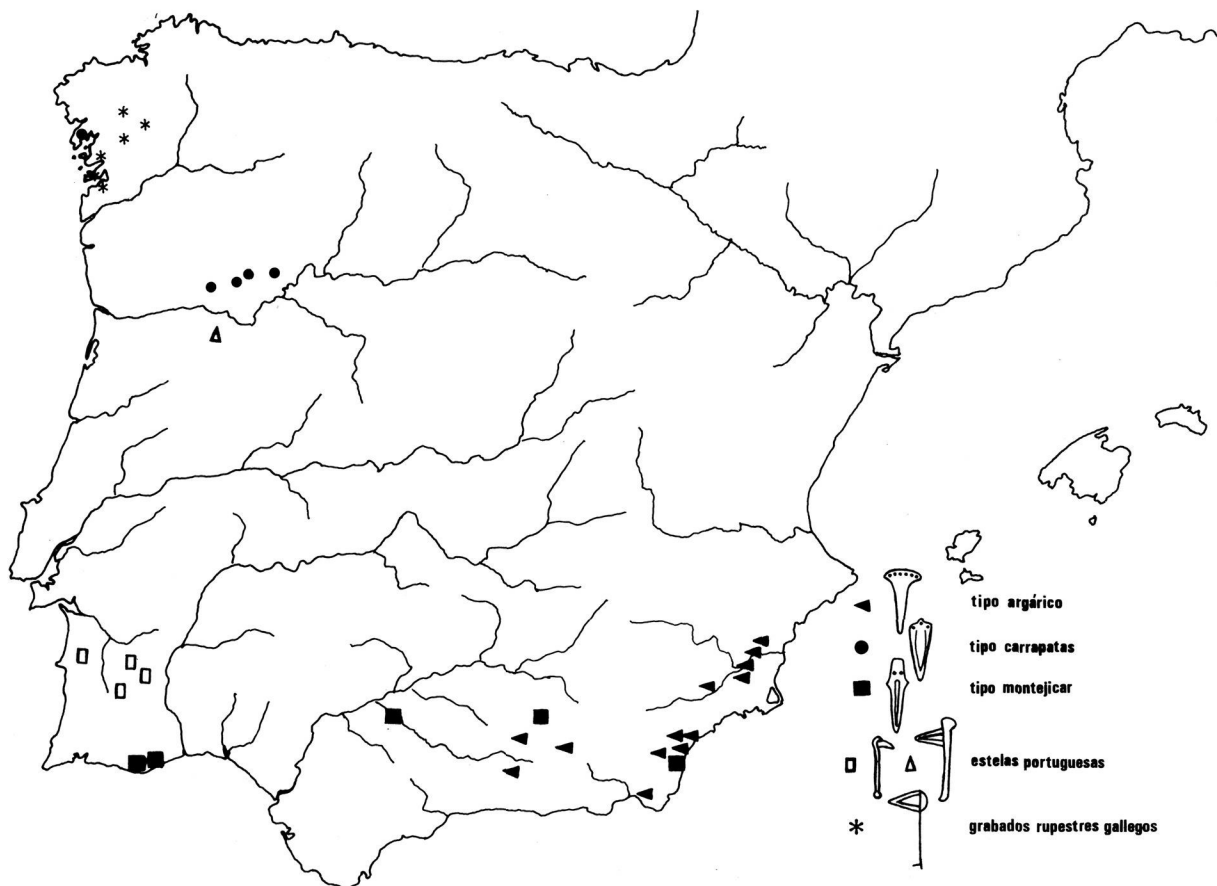 tipo argárico
tipo carrapatas
tipo montejicar
estelas portuguesas
grabados rupestres gallegos